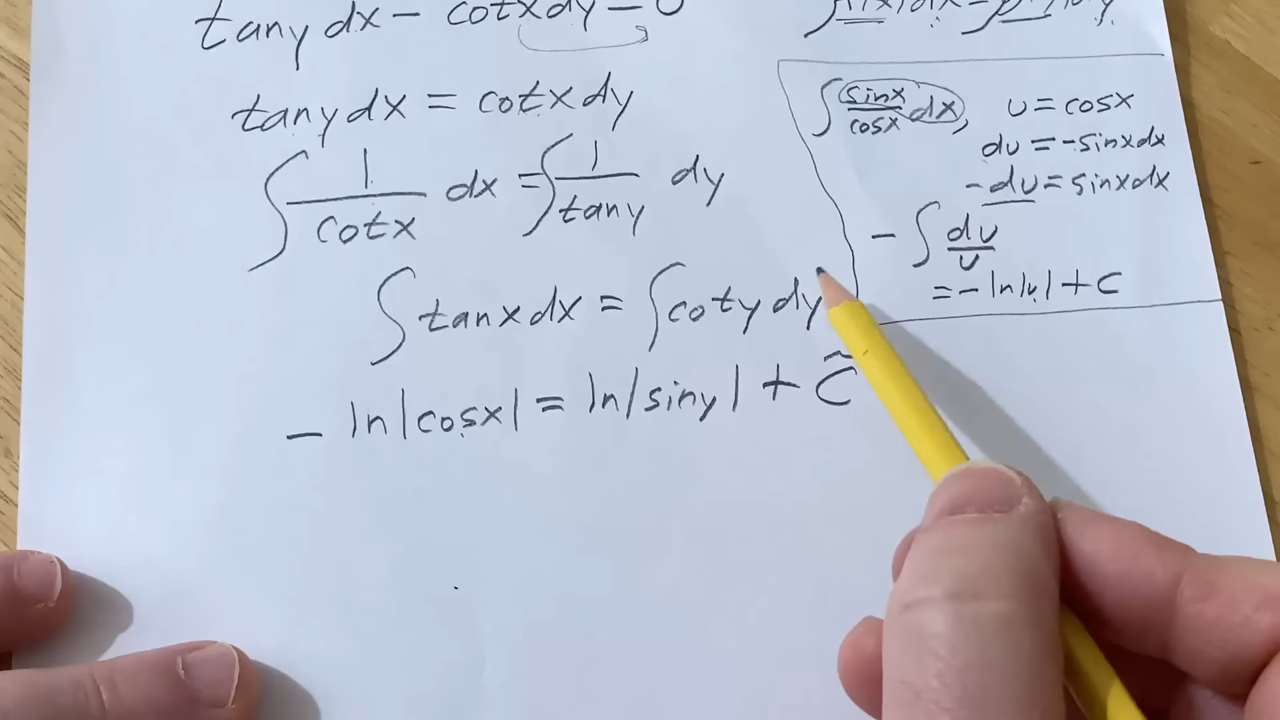 tany dx - cotx dy = 0
tany dx = cotx dy
∫ 1/cotx dx = ∫ 1/tany dy
∫ tanx dx = ∫ coty dy
- ln|cosx| = ln|siny| + C̃
∫ sinx/cosx dx, u = cosx
du = -sinx dx
-du = sinx dx
- ∫ du/u
= -ln|u| + C